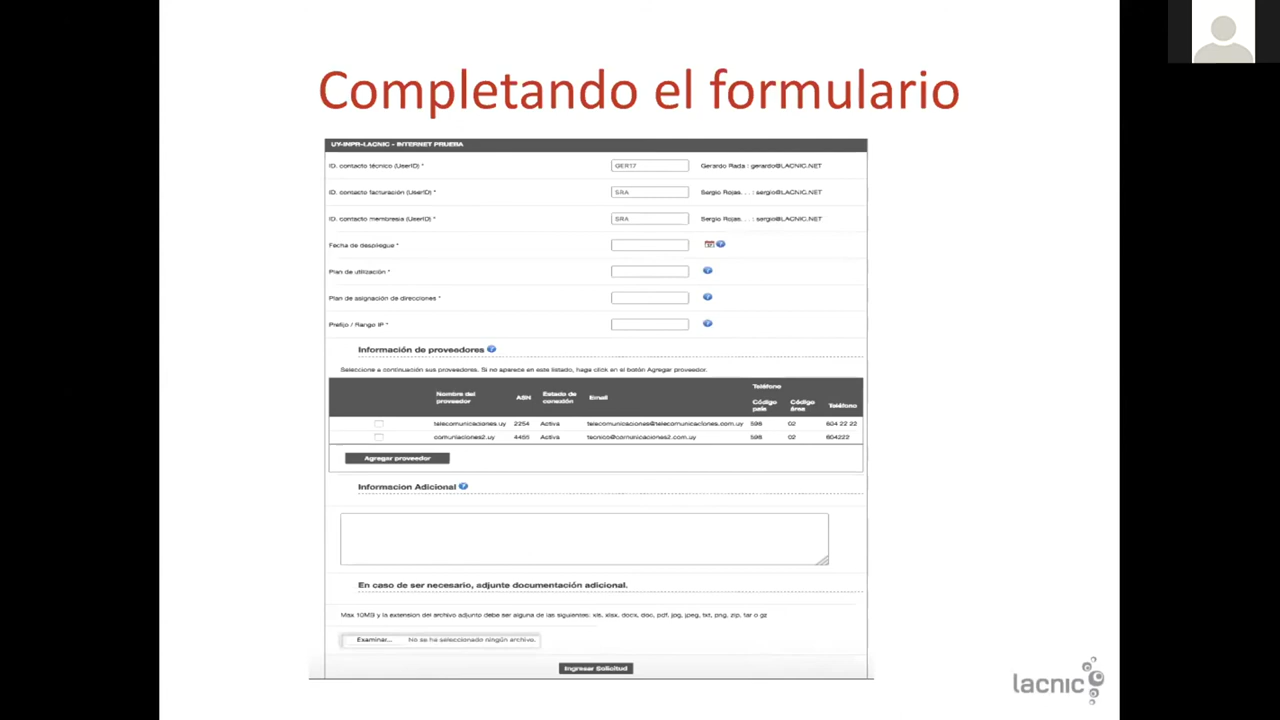 Completando el formulario
UY-INPR-LACNIC - INTERNET PRUEBA
ID. contacto técnico (UserID) * GER17 Gerardo Rada : gerardo@LACNIC.NET
ID. contacto facturación (UserID) * SRA Sergio Rojas. . . : sergio@LACNIC.NET
ID. contacto membresia (UserID) * SRA Sergio Rojas. . . : sergio@LACNIC.NET
Fecha de despliegue *
Plan de utilización *
Plan de asignación de direcciones *
Prefijo / Rango IP *
Información de proveedores
Seleccione a continuación sus proveedores. Si no aparece en este listado, haga click en el botón Agregar proveedor.
Nombre del proveedor ASN Estado de conexión Email Teléfono Código país Código área Teléfono
telecomunicaciones.uy 2254 Activa telecomunicaciones@telecomunicaciones.com.uy 598 02 604 22 22
comuniaciones2.uy 4455 Activa tecnico@comunicaciones2.com.uy 598 02 604222
Agregar proveedor
Informacion Adicional
En caso de ser necesario, adjunte documentación adicional.
Max 10MB y la extension del archivo adjunto debe ser alguna de las siguientes: xls, xlsx, docx, doc, pdf, jpg, jpeg, txt, png, zip, tar o gz
Examinar... No se ha seleccionado ningún archivo.
Ingresar Solicitud
lacnic